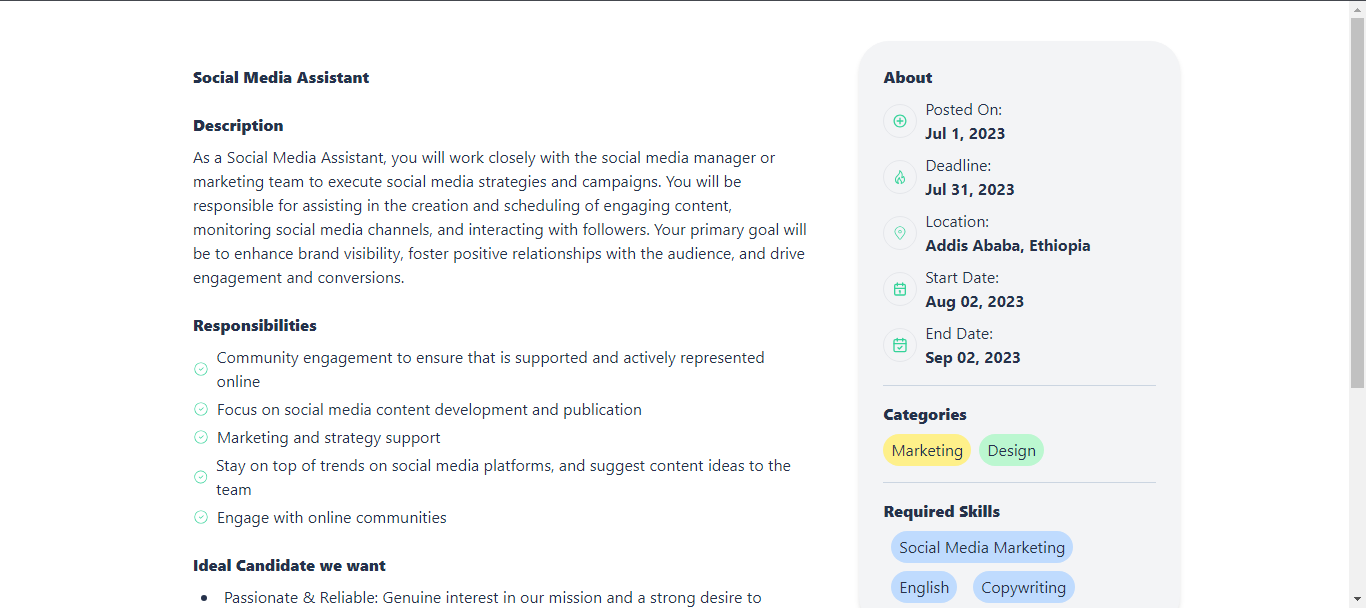 Social Media Assistant
Description
As a Social Media Assistant, you will work closely with the social media manager or
marketing team to execute social media strategies and campaigns. You will be
responsible for assisting in the creation and scheduling of engaging content,
monitoring social media channels, and interacting with followers. Your primary goal will
be to enhance brand visibility, foster positive relationships with the audience, and drive
engagement and conversions.
Responsibilities
Community engagement to ensure that is supported and actively represented
online
Focus on social media content development and publication
Marketing and strategy support
Stay on top of trends on social media platforms, and suggest content ideas to the
team
Engage with online communities
Ideal Candidate we want
• Passionate & Reliable: Genuine interest in our mission and a strong desire to
About
Posted On:
Jul 1, 2023
Deadline:
Jul 31, 2023
Location:
Addis Ababa, Ethiopia
Start Date:
Aug 02, 2023
End Date:
Sep 02, 2023
Categories
Marketing Design
Required Skills
Social Media Marketing
English Copywriting